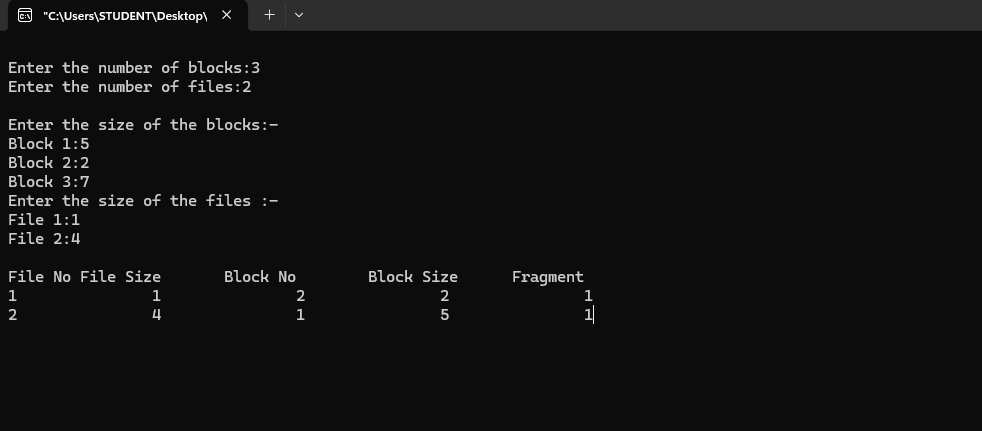 "C:\Users\STUDENT\Desktop\
Enter the number of blocks:3
Enter the number of files:2
Enter the size of the blocks:-
Block 1:5
Block 2:2
Block 3:7
Enter the size of the files :-
File 1:1
File 2:4
File No File Size Block No Block Size Fragment
1 1 2 2 1
2 4 1 5 1